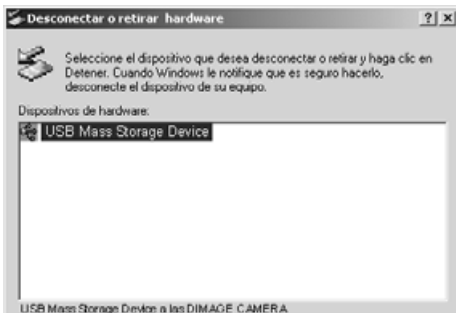 Desconectar o retirar hardware
Seleccione el dispositivo que desea desconectar o retirar y haga clic en
Detener. Cuando Windows le notifique que es seguro hacerlo,
desconecte el dispositivo de su equipo.
Dispositivos de hardware:
USB Mass Storage Device
USB Mass Storage Device a las DIMAGE CAMERA